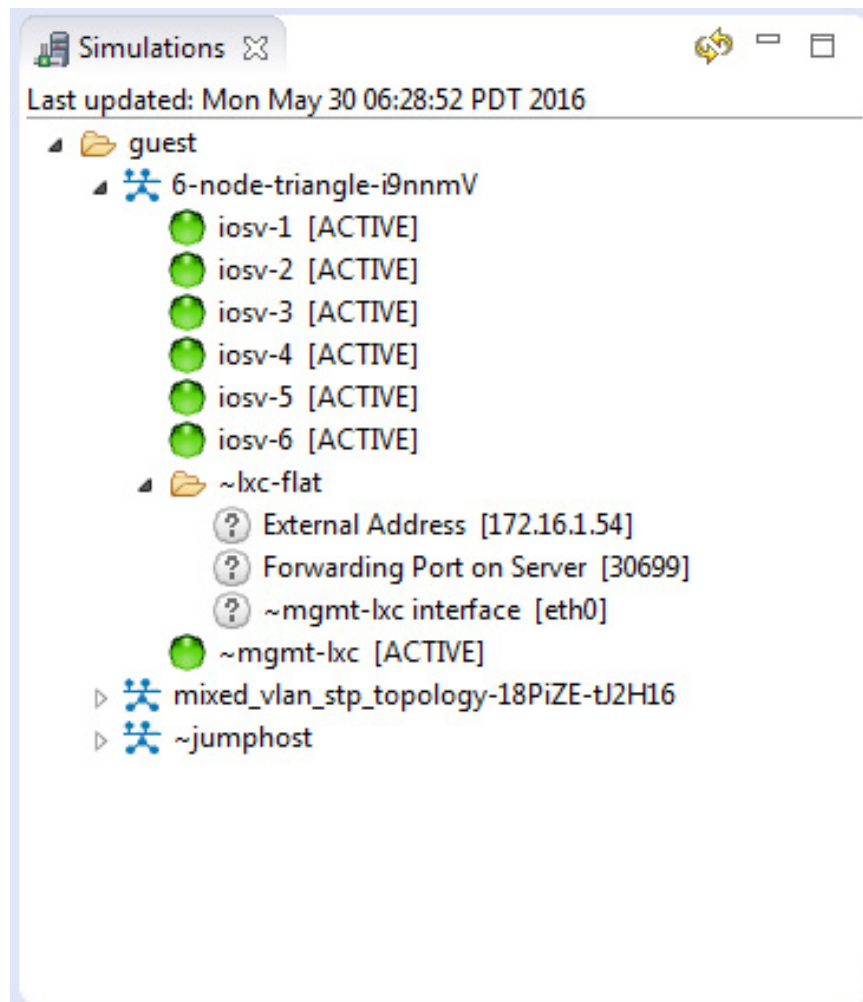 Simulations
Last updated: Mon May 30 06:28:52 PDT 2016
guest
6-node-triangle-i9nnmV
iosv-1 [ACTIVE]
iosv-2 [ACTIVE]
iosv-3 [ACTIVE]
iosv-4 [ACTIVE]
iosv-5 [ACTIVE]
iosv-6 [ACTIVE]
~lxc-flat
External Address [172.16.1.54]
Forwarding Port on Server [30699]
~mgmt-lxc interface [eth0]
~mgmt-lxc [ACTIVE]
mixed_vlan_stp_topology-18PiZE-tJ2H16
~jumphost